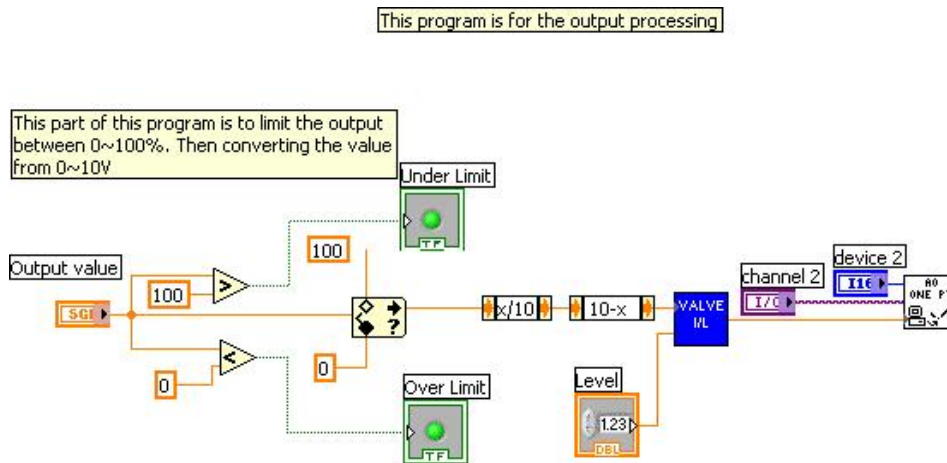 This program is for the output processing
This part of this program is to limit the output
between 0~100%. Then converting the value
from 0~10V
Under Limit
TF
100
Output value
SGL
100
>
<
0
0
?
x/10
10-x
VALVE
I/L
channel 2
I/O
device 2
I16
AO
ONE P
Level
1.23
DBL
Over Limit
TF